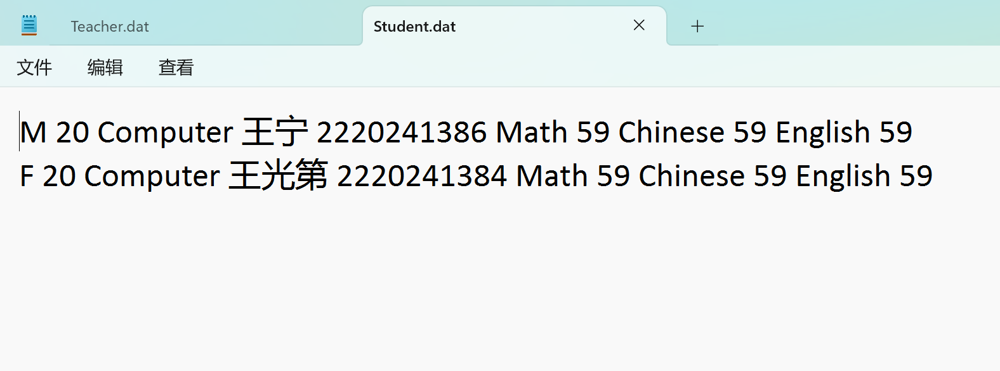 Teacher.dat
Student.dat
文件 编辑 查看
M 20 Computer 王宁 2220241386 Math 59 Chinese 59 English 59
F 20 Computer 王光第 2220241384 Math 59 Chinese 59 English 59